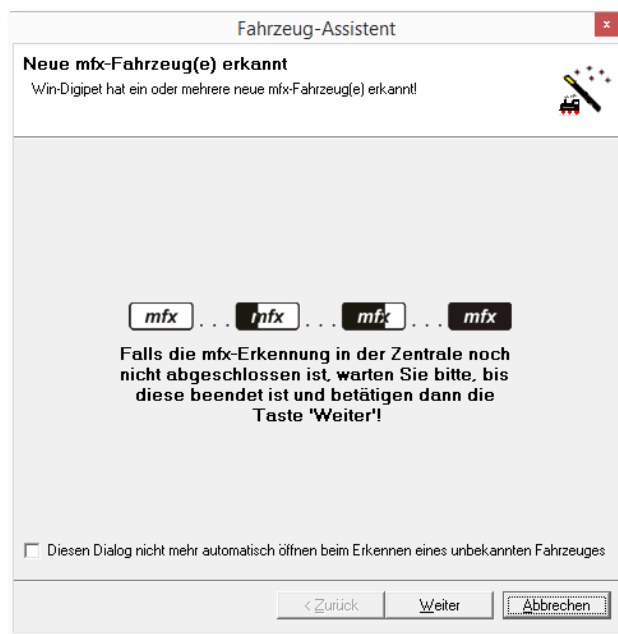 Fahrzeug-Assistent
x
Neue mfx-Fahrzeug(e) erkannt
Win-Digipet hat ein oder mehrere neue mfx-Fahrzeug(e) erkannt!
mfx . . . mfx . . . mfx . . . mfx
Falls die mfx-Erkennung in der Zentrale noch
nicht abgeschlossen ist, warten Sie bitte, bis
diese beendet ist und betätigen dann die
Taste 'Weiter'!
Diesen Dialog nicht mehr automatisch öffnen beim Erkennen eines unbekannten Fahrzeuges
< Zurück Weiter Abbrechen